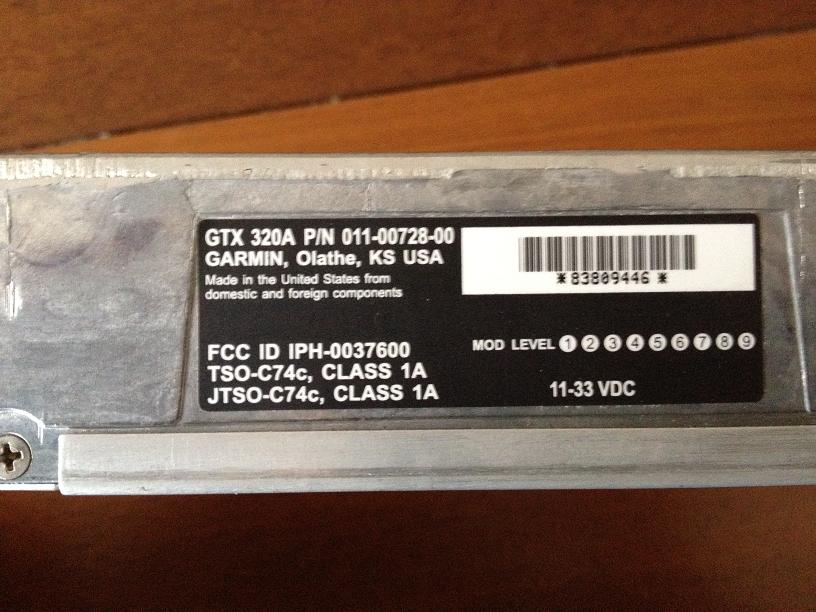 GTX 320A P/N 011-00728-00
GARMIN, Olathe, KS USA
Made in the United States from
domestic and foreign components
*83809446*
FCC ID IPH-0037600
TSO-C74c, CLASS 1A
JTSO-C74c, CLASS 1A
MOD LEVEL 1 2 3 4 5 6 7 8 9
11-33 VDC